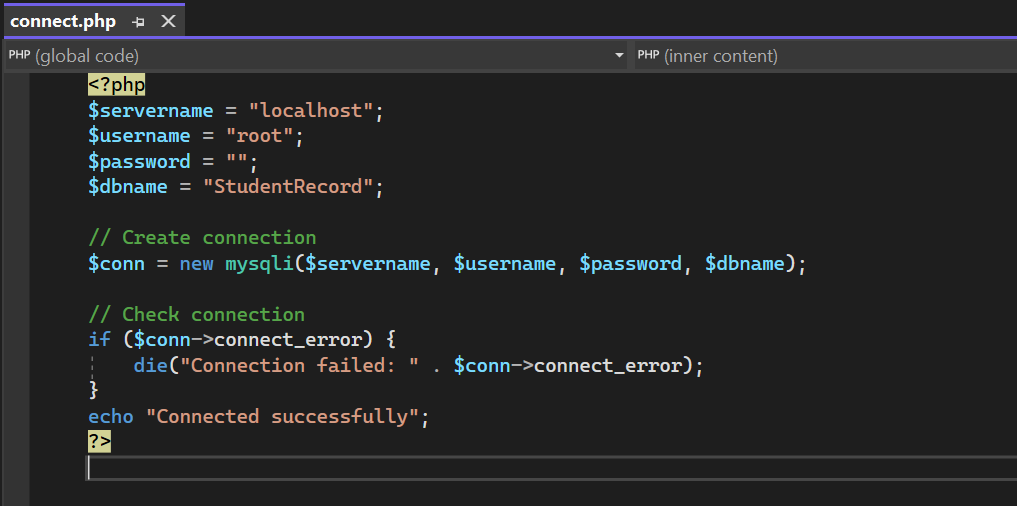 connect.php
PHP (global code)
PHP (inner content)
<?php
$servername = "localhost";
$username = "root";
$password = "";
$dbname = "StudentRecord";

// Create connection
$conn = new mysqli($servername, $username, $password, $dbname);

// Check connection
if ($conn->connect_error) {
    die("Connection failed: " . $conn->connect_error);
}
echo "Connected successfully";
?>